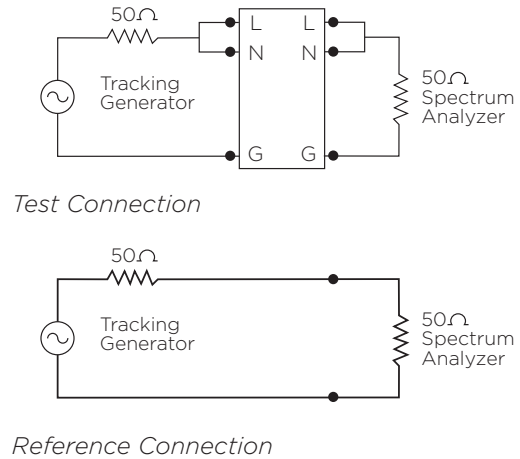 50Ω
L L
N N
Tracking
Generator
50Ω
Spectrum
Analyzer
G G
Test Connection
50Ω
Tracking
Generator
50Ω
Spectrum
Analyzer
Reference Connection